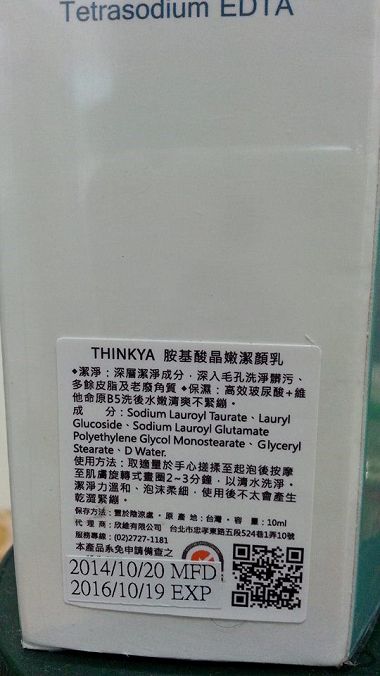 Tetrasodium EDTA
THINKYA 胺基酸晶嫩潔顏乳
◆潔淨：深層潔淨成分，深入毛孔洗淨髒污、
多餘皮脂及老廢角質 ◆保濕：高效玻尿酸+維
他命原B5洗後水嫩清爽不緊繃。
成　　分：Sodium Lauroyl Taurate、Lauryl
Glucoside、Sodium Lauroyl Glutamate
Polyethylene Glycol Monostearate、Glyceryl
Stearate、D Water.
使用方法：取適量於手心搓揉至起泡後按摩
至肌膚旋轉式畫圈2~3分鐘，以清水洗淨。
潔淨力溫和、泡沫柔細，使用後不太會產生
乾澀緊繃。
保存方法：置於陰涼處。原 產 地：台灣。容 量：10ml
代 理 商：欣維有限公司 台北市忠孝東路五段524巷1弄10號
服務專線：(02)2727-1181
本產品系免申請備查之
2014/10/20 MFD
2016/10/19 EXP